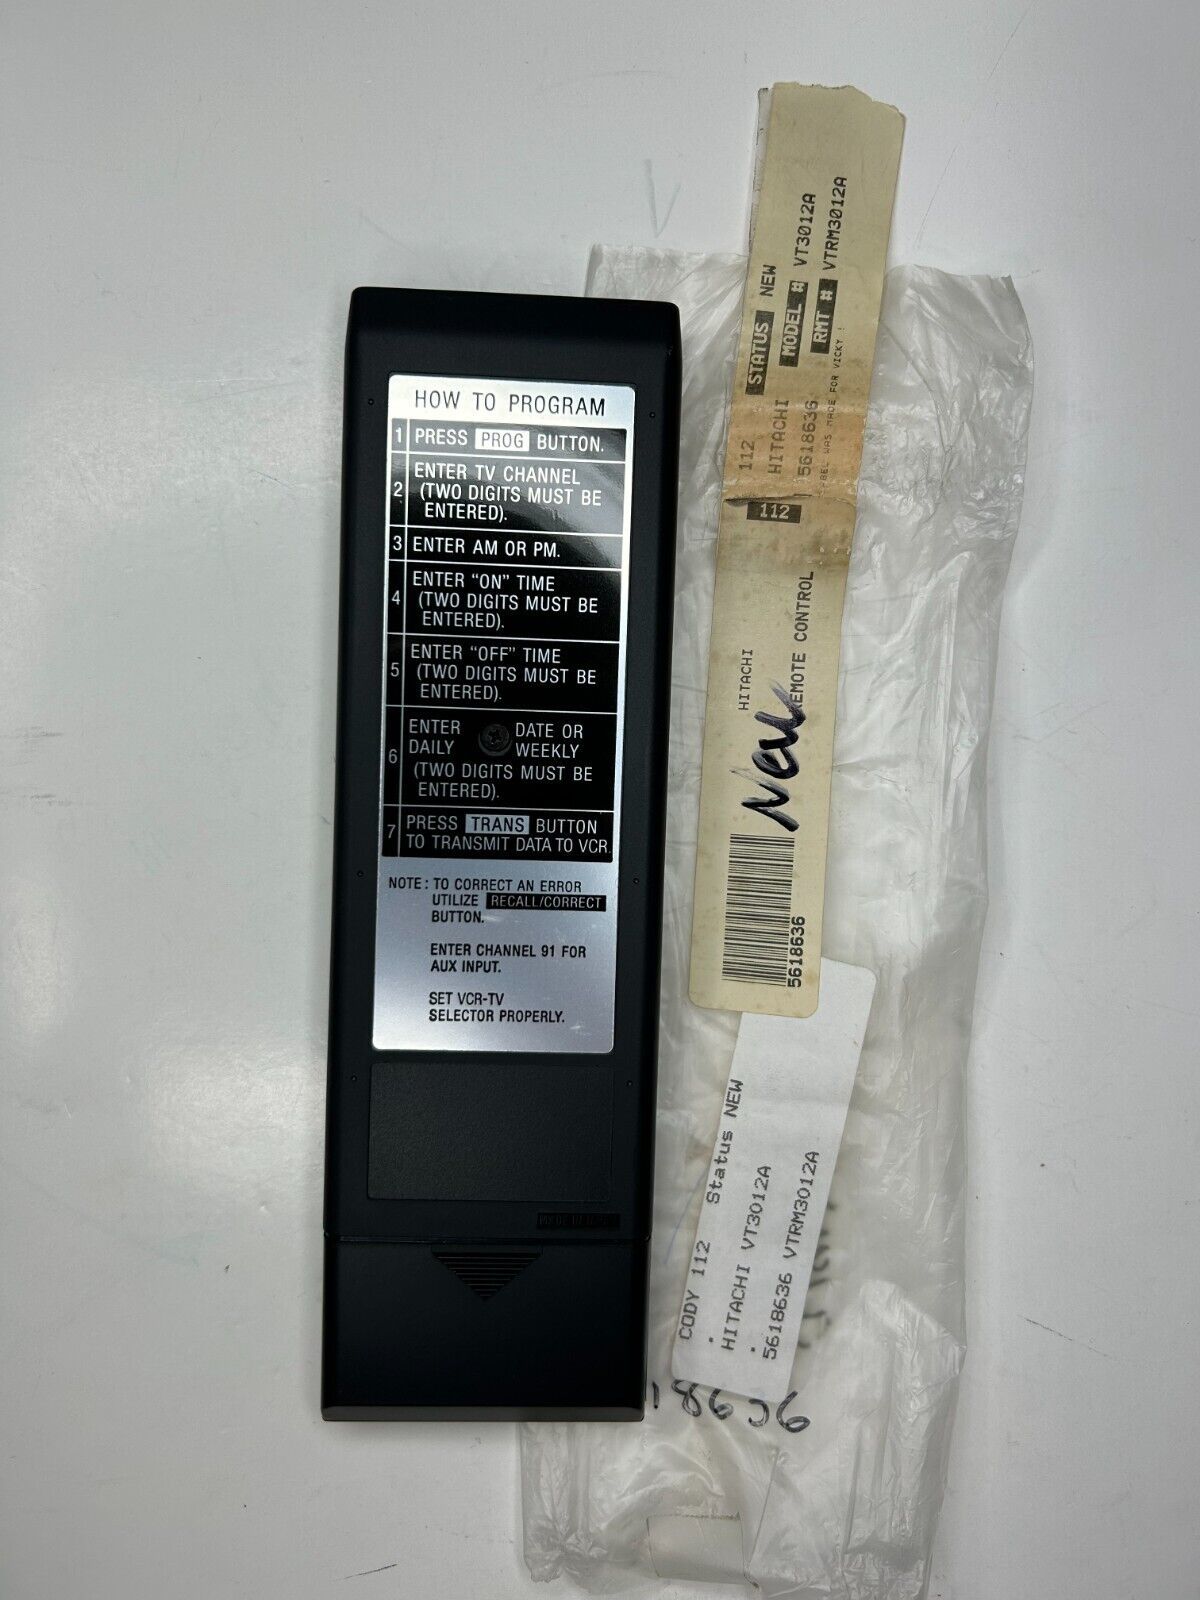 HOW TO PROGRAM
1 PRESS PROG BUTTON.
2 ENTER TV CHANNEL
(TWO DIGITS MUST BE
ENTERED).
3 ENTER AM OR PM.
4 ENTER “ON” TIME
(TWO DIGITS MUST BE
ENTERED).
5 ENTER “OFF” TIME
(TWO DIGITS MUST BE
ENTERED).
6 ENTER DATE OR
DAILY WEEKLY
(TWO DIGITS MUST BE
ENTERED).
7 PRESS TRANS BUTTON
TO TRANSMIT DATA TO VCR.
NOTE : TO CORRECT AN ERROR
UTILIZE RECALL/CORRECT
BUTTON.
ENTER CHANNEL 91 FOR
AUX INPUT.
SET VCR-TV
SELECTOR PROPERLY.
112 STATUS NEW
HITACHI MODEL # VT3012A
5618636 RMT # VTRM3012A
WAS MADE FOR VICKY !
112
HITACHI
REMOTE CONTROL
New
5618636
CODY 112 Status NEW
HITACHI VT3012A
5618636 VTRM3012A
18636